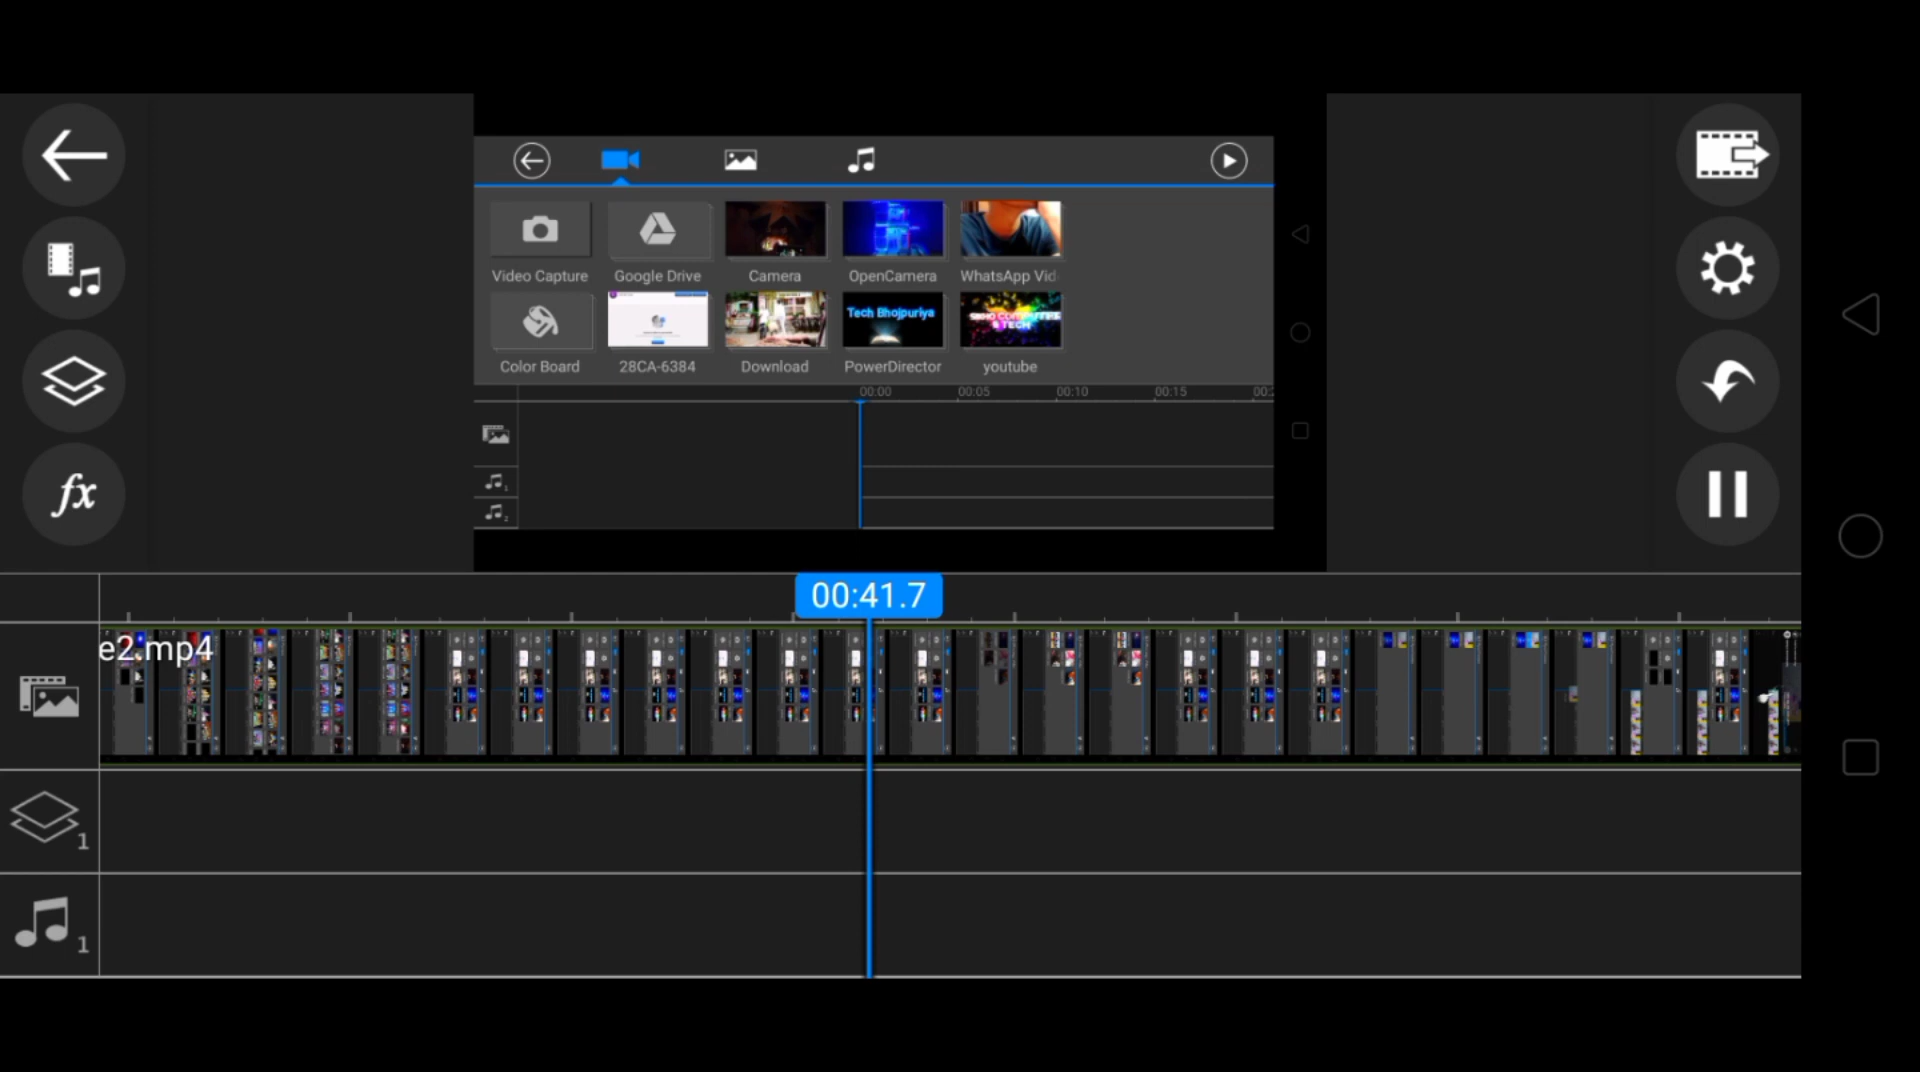 Video Capture
Google Drive
Camera
OpenCamera
WhatsApp Vid
Tech Bhojpuriya
Color Board
28CA-6384
Download
PowerDirector
youtube
00:00
00:05
00:10
00:15
00:41.7
e2.mp4
fx
1
1